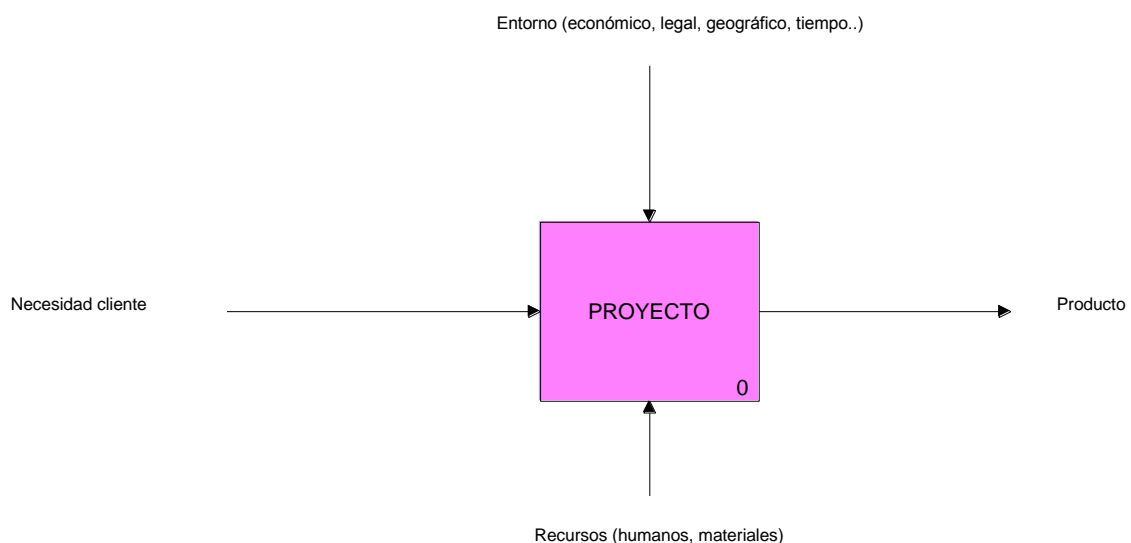 Entorno (económico, legal, geográfico, tiempo..)
Necesidad cliente
PROYECTO
Producto
0
Recursos (humanos, materiales)